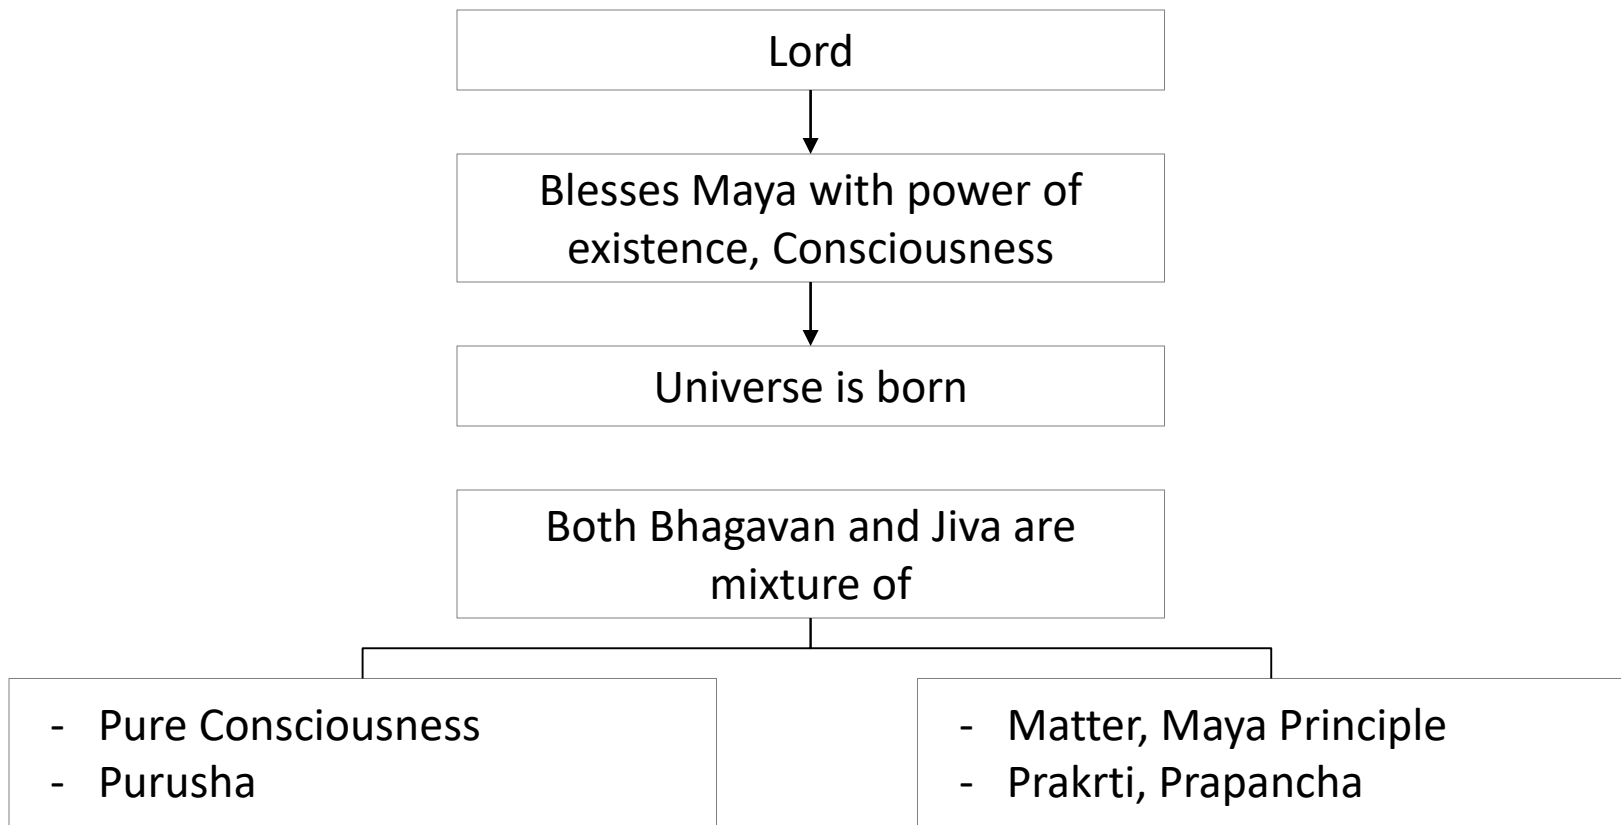 Lord
Blesses Maya with power of
existence, Consciousness
Universe is born
Both Bhagavan and Jiva are
mixture of
- Pure Consciousness
- Purusha
- Matter, Maya Principle
- Prakrti, Prapancha